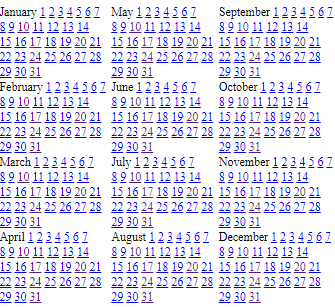 January 1 2 3 4 5 6 7
8 9 10 11 12 13 14
15 16 17 18 19 20 21
22 23 24 25 26 27 28
29 30 31
February 1 2 3 4 5 6 7
8 9 10 11 12 13 14
15 16 17 18 19 20 21
22 23 24 25 26 27 28
29 30 31
March 1 2 3 4 5 6 7
8 9 10 11 12 13 14
15 16 17 18 19 20 21
22 23 24 25 26 27 28
29 30 31
April 1 2 3 4 5 6 7
8 9 10 11 12 13 14
15 16 17 18 19 20 21
22 23 24 25 26 27 28
29 30 31
May 1 2 3 4 5 6 7
8 9 10 11 12 13 14
15 16 17 18 19 20 21
22 23 24 25 26 27 28
29 30 31
June 1 2 3 4 5 6 7
8 9 10 11 12 13 14
15 16 17 18 19 20 21
22 23 24 25 26 27 28
29 30 31
July 1 2 3 4 5 6 7
8 9 10 11 12 13 14
15 16 17 18 19 20 21
22 23 24 25 26 27 28
29 30 31
August 1 2 3 4 5 6 7
8 9 10 11 12 13 14
15 16 17 18 19 20 21
22 23 24 25 26 27 28
29 30 31
September 1 2 3 4 5 6 7
8 9 10 11 12 13 14
15 16 17 18 19 20 21
22 23 24 25 26 27 28
29 30 31
October 1 2 3 4 5 6 7
8 9 10 11 12 13 14
15 16 17 18 19 20 21
22 23 24 25 26 27 28
29 30 31
November 1 2 3 4 5 6 7
8 9 10 11 12 13 14
15 16 17 18 19 20 21
22 23 24 25 26 27 28
29 30 31
December 1 2 3 4 5 6 7
8 9 10 11 12 13 14
15 16 17 18 19 20 21
22 23 24 25 26 27 28
29 30 31